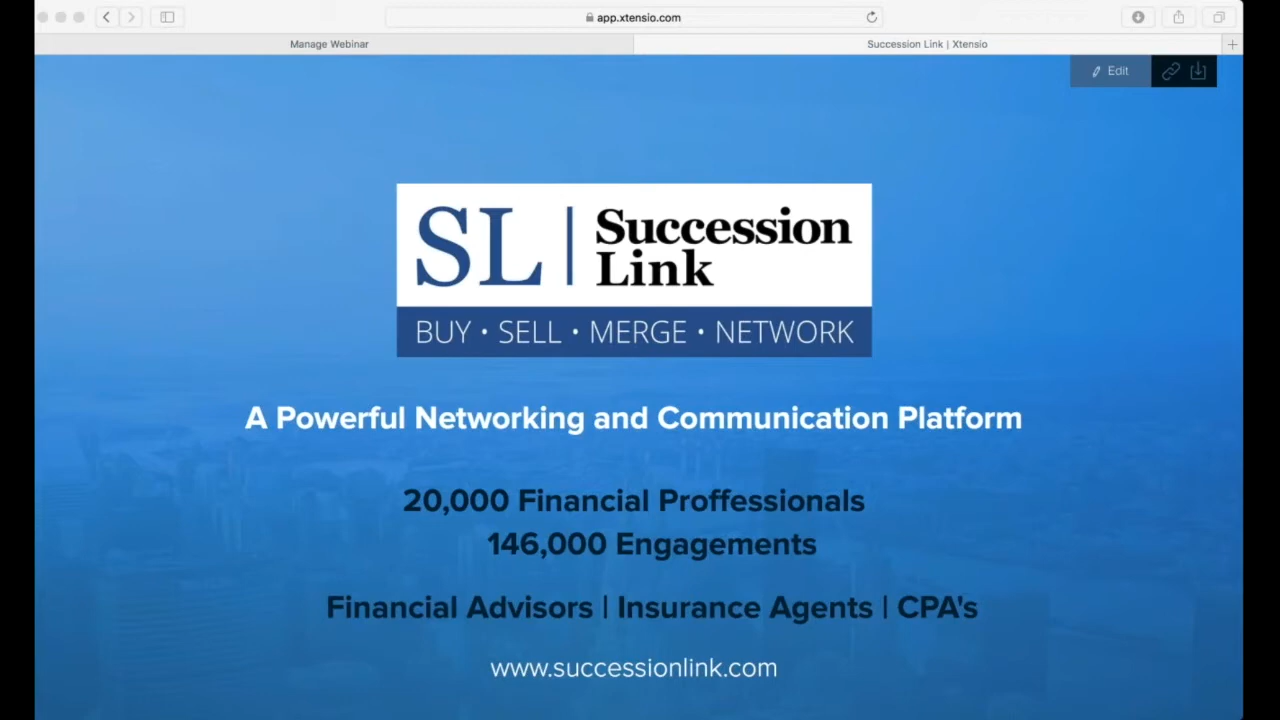 app.xtensio.com
Manage Webinar
Succession Link | Xtensio
Edit
SL | Succession
Link
BUY • SELL • MERGE • NETWORK
A Powerful Networking and Communication Platform
20,000 Financial Proffessionals
146,000 Engagements
Financial Advisors | Insurance Agents | CPA's
www.successionlink.com